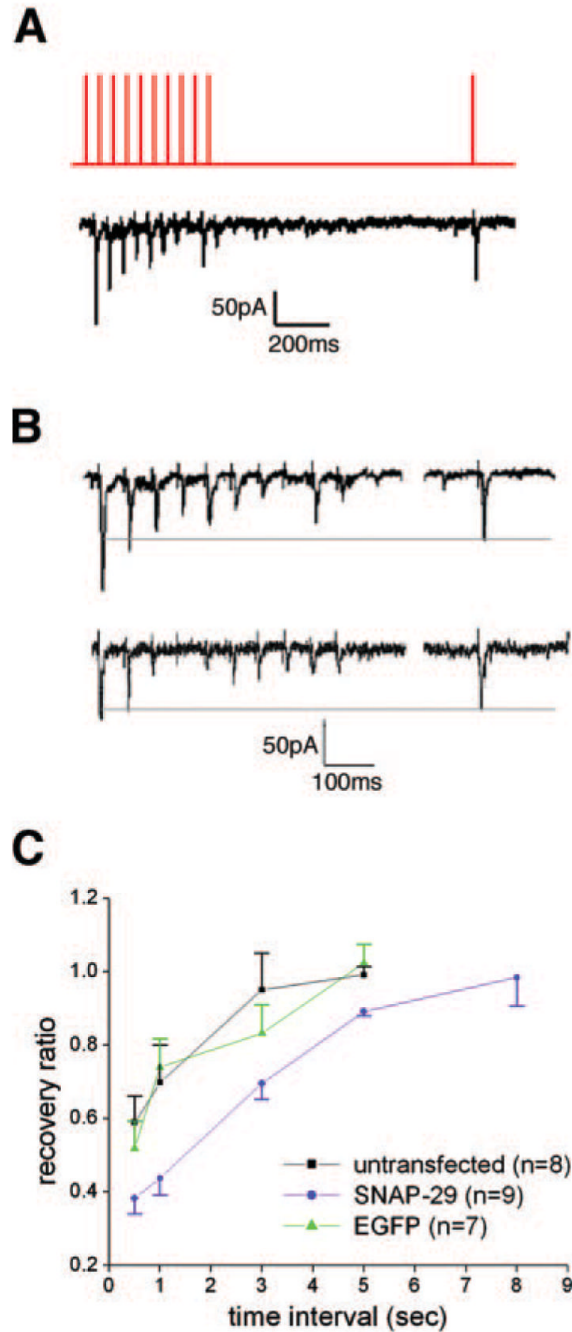 A
50pA
200ms
B
50pA
100ms
C
1.2
1.0
0.8
0.6
0.4
0.2
recovery ratio
untransfected (n=8)
SNAP-29 (n=9)
EGFP (n=7)
0 1 2 3 4 5 6 7 8 9
time interval (sec)